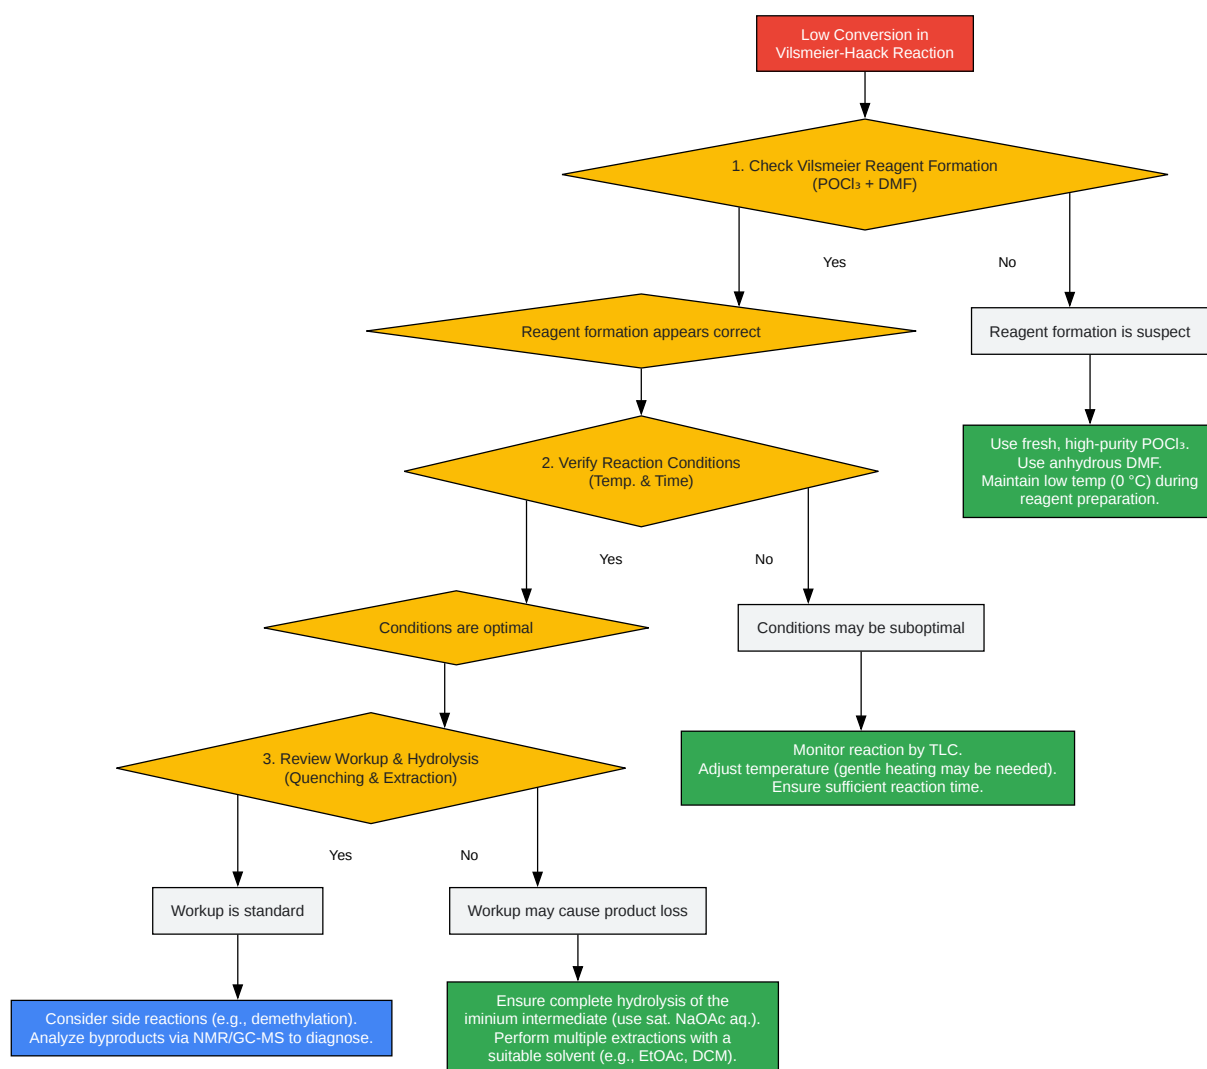 Low Conversion in
Vilsmeier-Haack Reaction
1. Check Vilsmeier Reagent Formation
(POCl₃ + DMF)
Yes
No
Reagent formation appears correct
Reagent formation is suspect
Use fresh, high-purity POCl₃.
Use anhydrous DMF.
Maintain low temp (0 °C) during
reagent preparation.
2. Verify Reaction Conditions
(Temp. & Time)
Yes
No
Conditions are optimal
Conditions may be suboptimal
Monitor reaction by TLC.
Adjust temperature (gentle heating may be needed).
Ensure sufficient reaction time.
3. Review Workup & Hydrolysis
(Quenching & Extraction)
Yes
No
Workup is standard
Workup may cause product loss
Consider side reactions (e.g., demethylation).
Analyze byproducts via NMR/GC-MS to diagnose.
Ensure complete hydrolysis of the
iminium intermediate (use sat. NaOAc aq.).
Perform multiple extractions with a
suitable solvent (e.g., EtOAc, DCM).